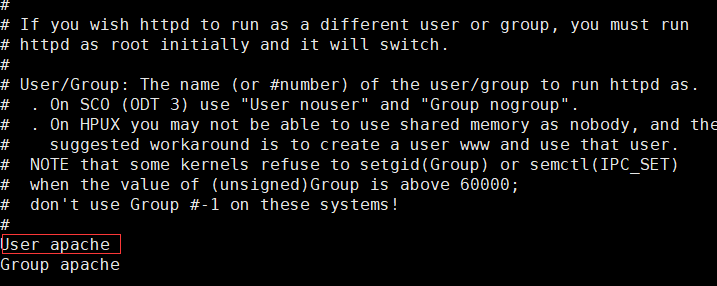 #
# If you wish httpd to run as a different user or group, you must run
# httpd as root initially and it will switch.
#
# User/Group: The name (or #number) of the user/group to run httpd as.
#  . On SCO (ODT 3) use "User nouser" and "Group nogroup".
#  . On HPUX you may not be able to use shared memory as nobody, and the
#    suggested workaround is to create a user www and use that user.
#  NOTE that some kernels refuse to setgid(Group) or semctl(IPC_SET)
#  when the value of (unsigned)Group is above 60000;
#  don't use Group #-1 on these systems!
#
User apache
Group apache